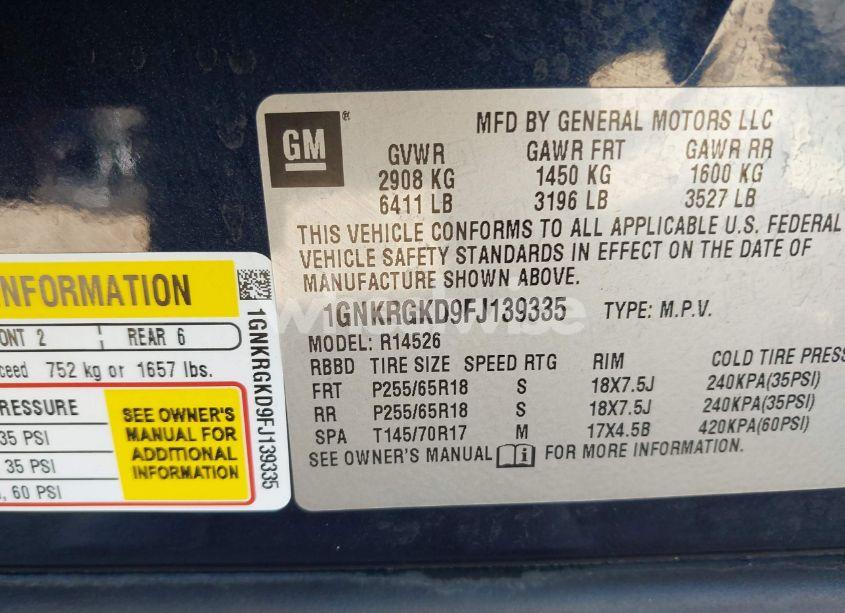 GM
®
MFD BY GENERAL MOTORS LLC
GVWR GAWR FRT GAWR RR
2908 KG 1450 KG 1600 KG
6411 LB 3196 LB 3527 LB
THIS VEHICLE CONFORMS TO ALL APPLICABLE U.S. FEDERAL
VEHICLE SAFETY STANDARDS IN EFFECT ON THE DATE OF
MANUFACTURE SHOWN ABOVE.
1GNKRGKD9FJ139335 TYPE: M.P.V.
MODEL: R14526
RBBD TIRE SIZE SPEED RTG RIM COLD TIRE PRESS
FRT P255/65R18 S 18X7.5J 240KPA(35PSI)
RR P255/65R18 S 18X7.5J 240KPA(35PSI)
SPA T145/70R17 M 17X4.5B 420KPA(60PSI)
SEE OWNER'S MANUAL FOR MORE INFORMATION.
NFORMATION
ONT 2 REAR 6
ceed 752 kg or 1657 lbs.
RESSURE
35 PSI
35 PSI
, 60 PSI
SEE OWNER'S
MANUAL FOR
ADDITIONAL
INFORMATION
1GNKRGKD9FJ139335